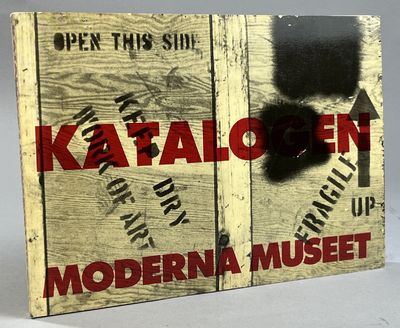 OPEN THIS SIDE
KEEP DRY
WORK OF ART
KATALOGEN
FRAGILE
UP
MODERNA MUSEET